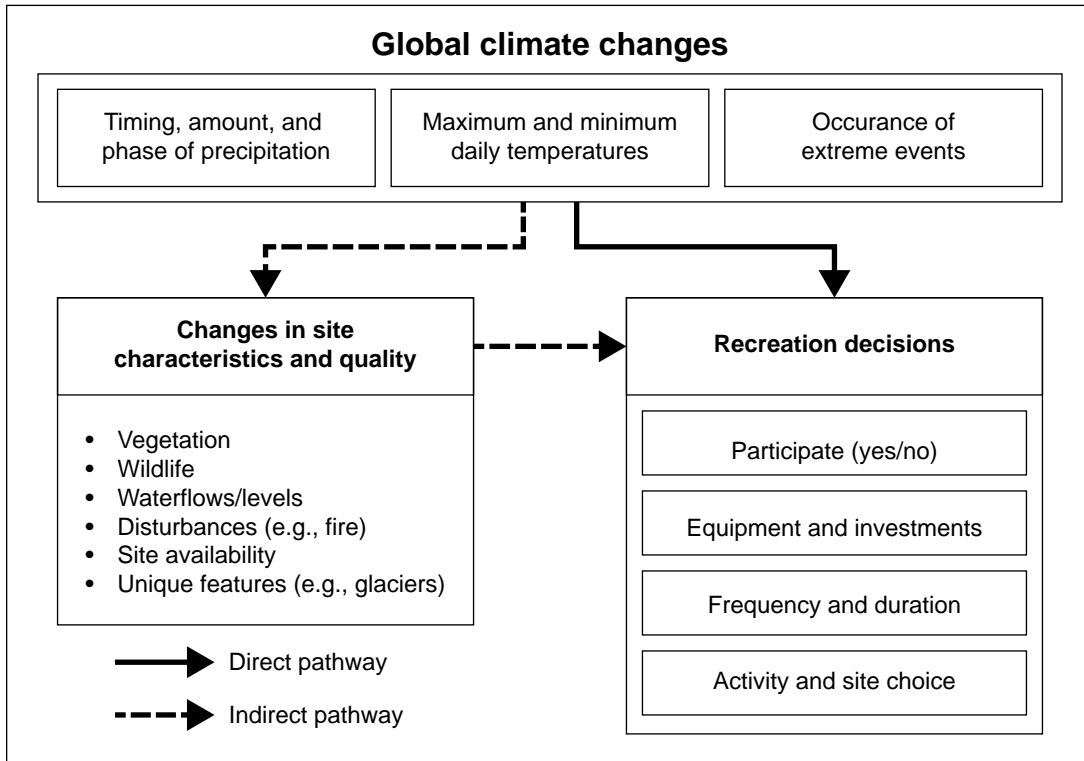 Global climate changes
Timing, amount, and
phase of precipitation
Maximum and minimum
daily temperatures
Occurance of
extreme events
Changes in site
characteristics and quality
• Vegetation
• Wildlife
• Waterflows/levels
• Disturbances (e.g., fire)
• Site availability
• Unique features (e.g., glaciers)
Recreation decisions
Participate (yes/no)
Equipment and investments
Frequency and duration
Activity and site choice
Direct pathway
Indirect pathway